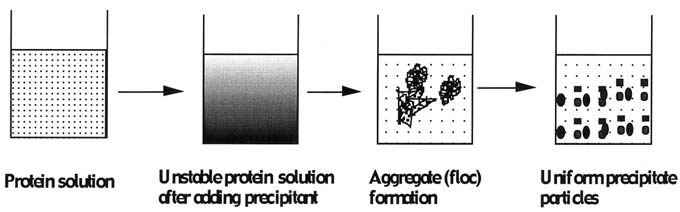 Protein solution
Unstable protein solution
after adding precipitant
Aggregate (floc)
formation
Uniform precipitate
particles